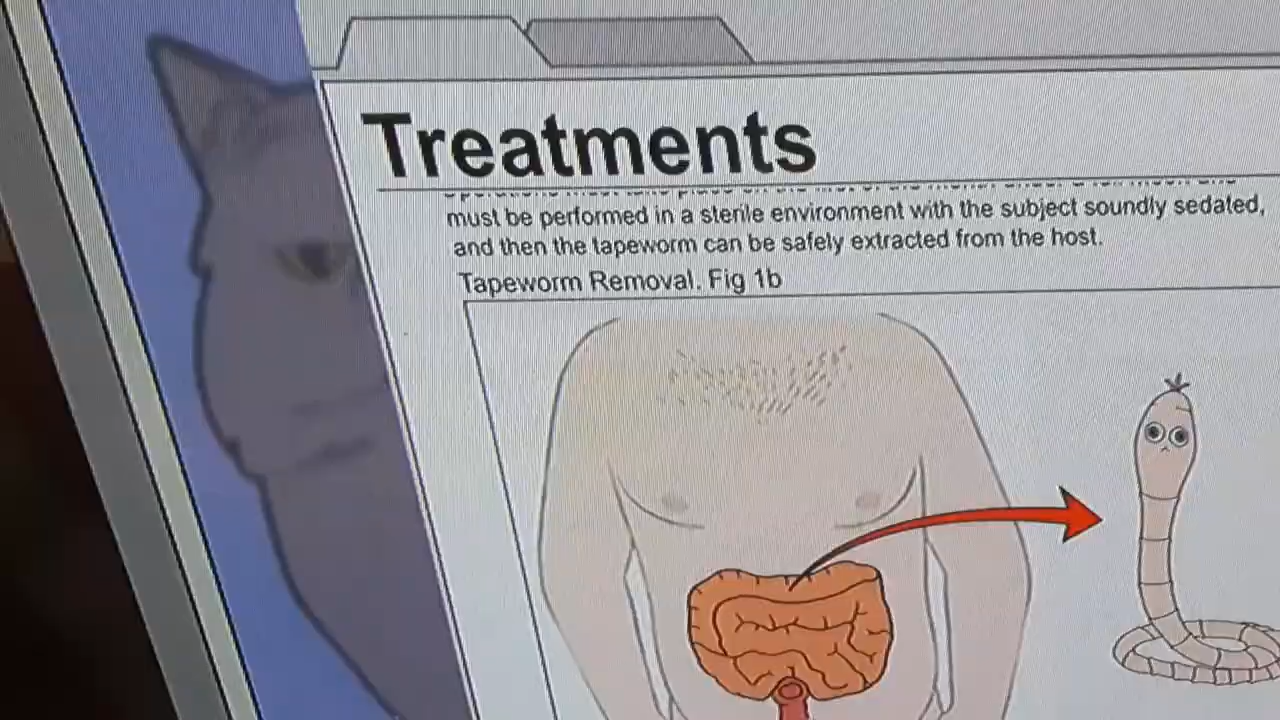 Treatments
must be performed in a sterile environment with the subject soundly sedated,
and then the tapeworm can be safely extracted from the host.
Tapeworm Removal. Fig 1b